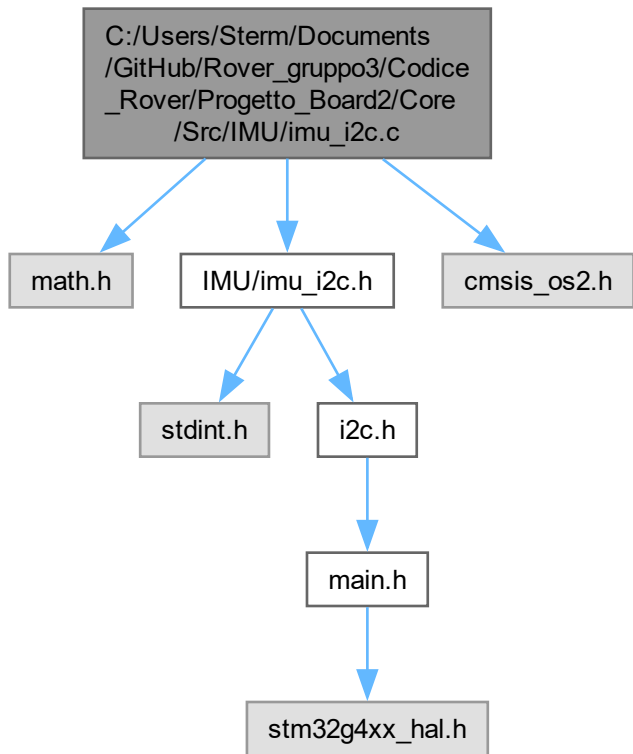 C:/Users/Sterm/Documents
/GitHub/Rover_gruppo3/Codice
_Rover/Progetto_Board2/Core
/Src/IMU/imu_i2c.c
math.h
IMU/imu_i2c.h
cmsis_os2.h
stdint.h
i2c.h
main.h
stm32g4xx_hal.h